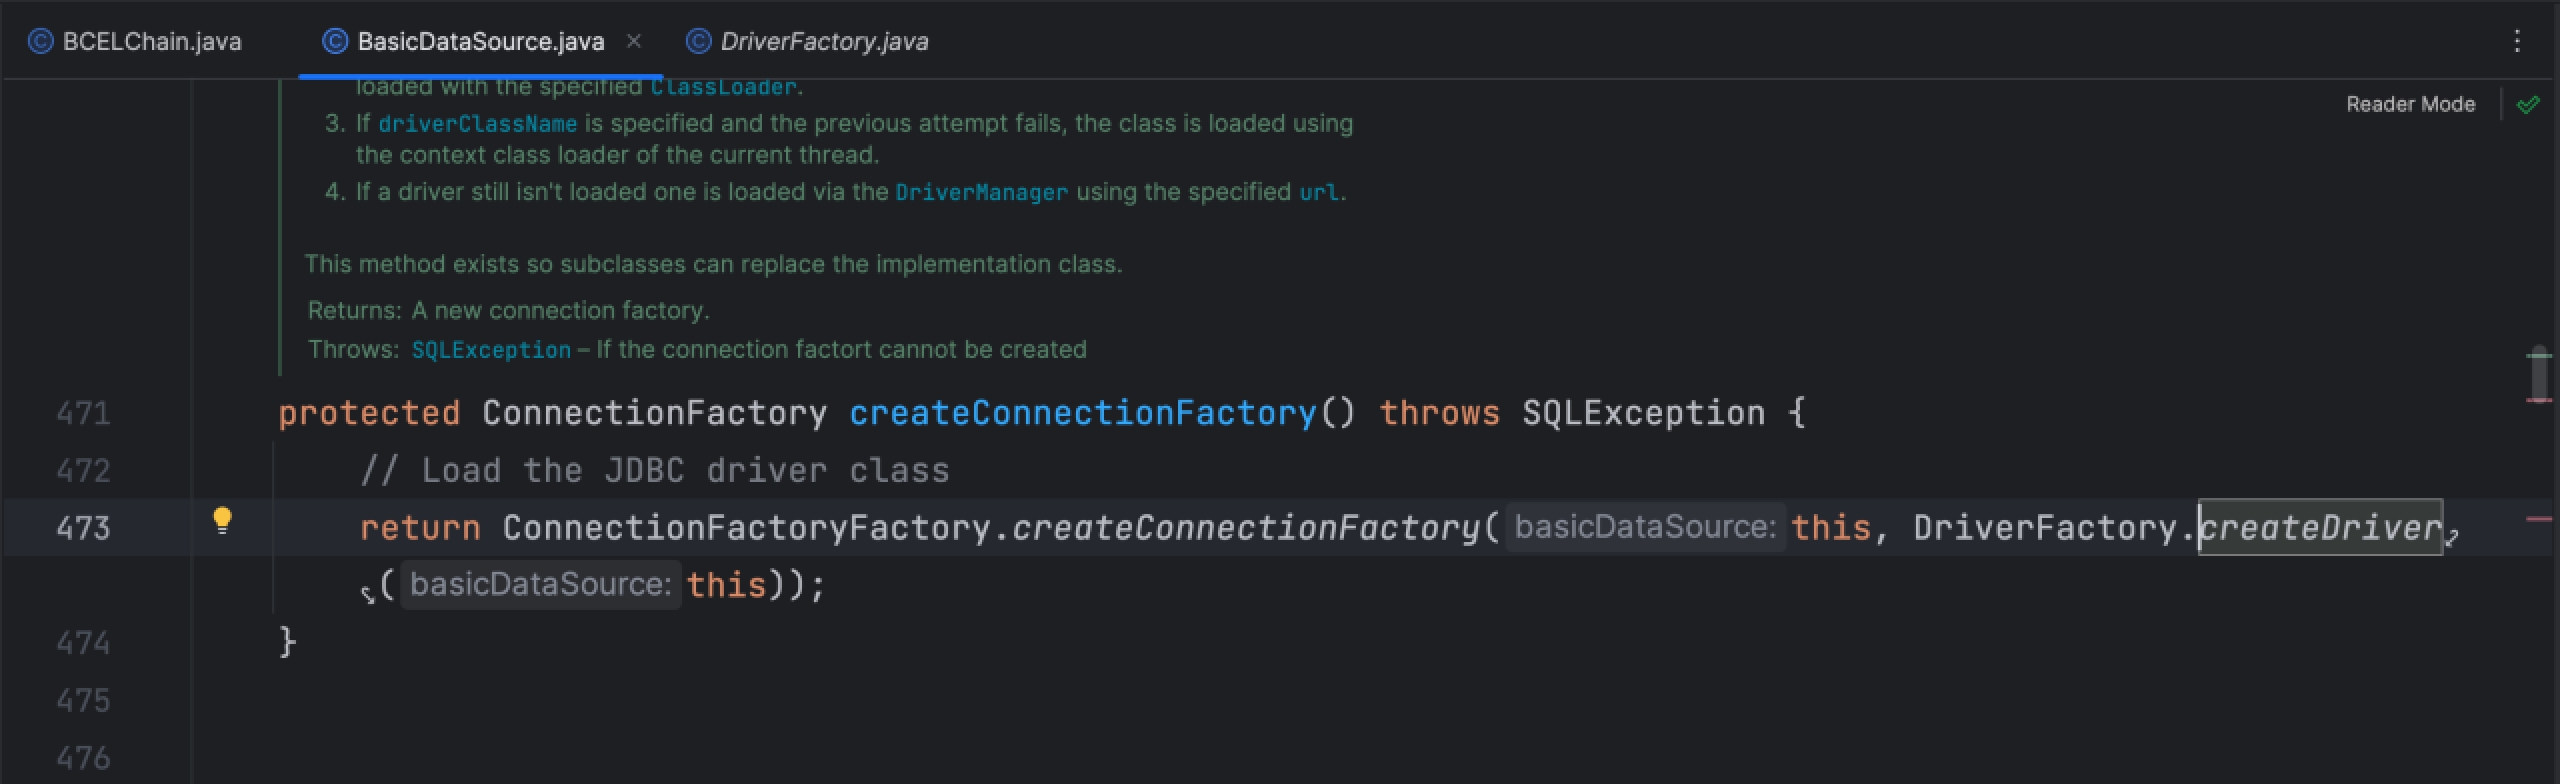 BCELChain.java BasicDataSource.java DriverFactory.java
loaded with the specified ClassLoader.
Reader Mode
3. If driverClassName is specified and the previous attempt fails, the class is loaded using
the context class loader of the current thread.
4. If a driver still isn't loaded one is loaded via the DriverManager using the specified url.
This method exists so subclasses can replace the implementation class.
Returns: A new connection factory.
Throws: SQLException – If the connection factort cannot be created
471 protected ConnectionFactory createConnectionFactory() throws SQLException {
472 // Load the JDBC driver class
473 return ConnectionFactoryFactory.createConnectionFactory( basicDataSource: this, DriverFactory.createDriver
( basicDataSource: this));
474 }
475
476